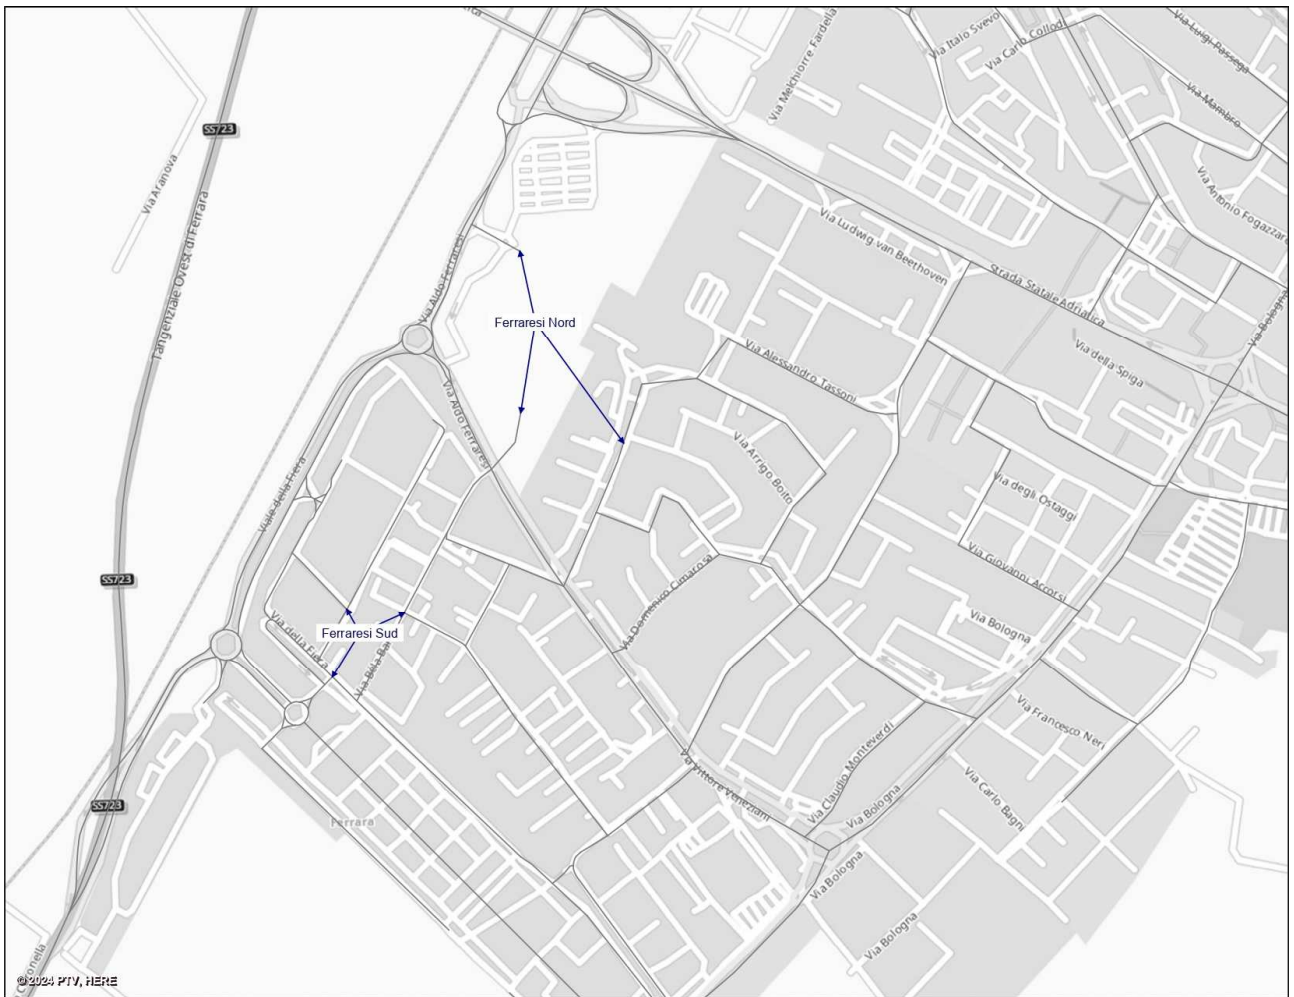 Via Melchiorre Fardella
Via Italo Svevo
Via Carlo Collodi
Via Luigi Passega
Via Mambro
SS723
Via Aranova
Via Antonio Fogazzaro
Via Ludwig van Beethoven
Tangenziale Ovest di Ferrara
Via Aldo Ferraresi
Strada Statale Adriatica
Via Bologna
Ferraresi Nord
Via Alessandro Tassoni
Via della Spiga
Via Aldo Ferraresi
Via Arrigo Boito
Viale della Fiera
Via degli Ostaggi
SS723
Via Giovanni Accorsi
Via Domenico Cimarosa
Via Bologna
Ferraresi Sud
Via della Fiera
Via Béla Ba
Via Francesco Neri
Via Claudio Monteverdi
Via Vittore Veneziani
Via Carlo Bagni
Via Bologna
SS723
Ferrara
Via Bologna
Via Bologna
© 2024 PTV, HERE